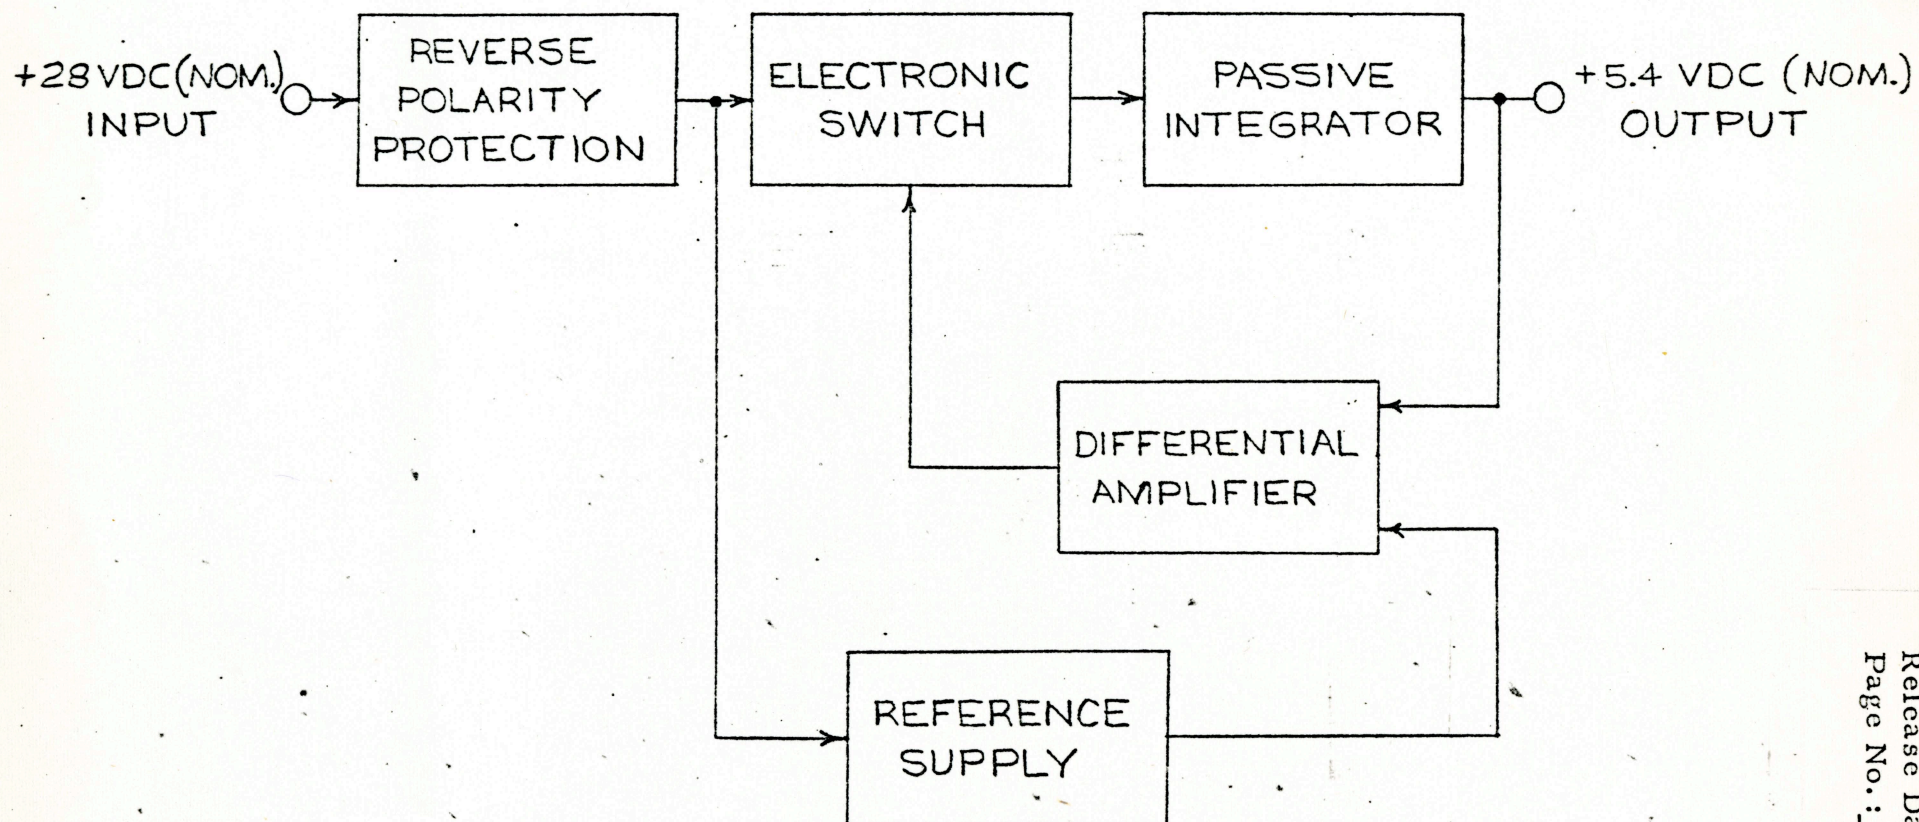 +28 VDC (NOM.)
INPUT
REVERSE
POLARITY
PROTECTION
ELECTRONIC
SWITCH
PASSIVE
INTEGRATOR
+5.4 VDC (NOM.)
OUTPUT
DIFFERENTIAL
AMPLIFIER
REFERENCE
SUPPLY
Release
Page No.: